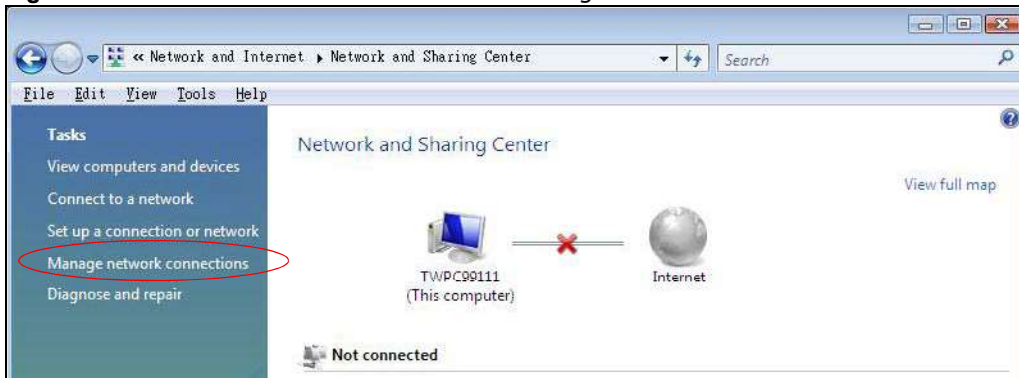 « Network and Internet ▸ Network and Sharing Center
Search
File Edit View Tools Help
Tasks
View computers and devices
Connect to a network
Set up a connection or network
Manage network connections
Diagnose and repair
Network and Sharing Center
View full map
TWPC99111
(This computer)
Internet
Not connected